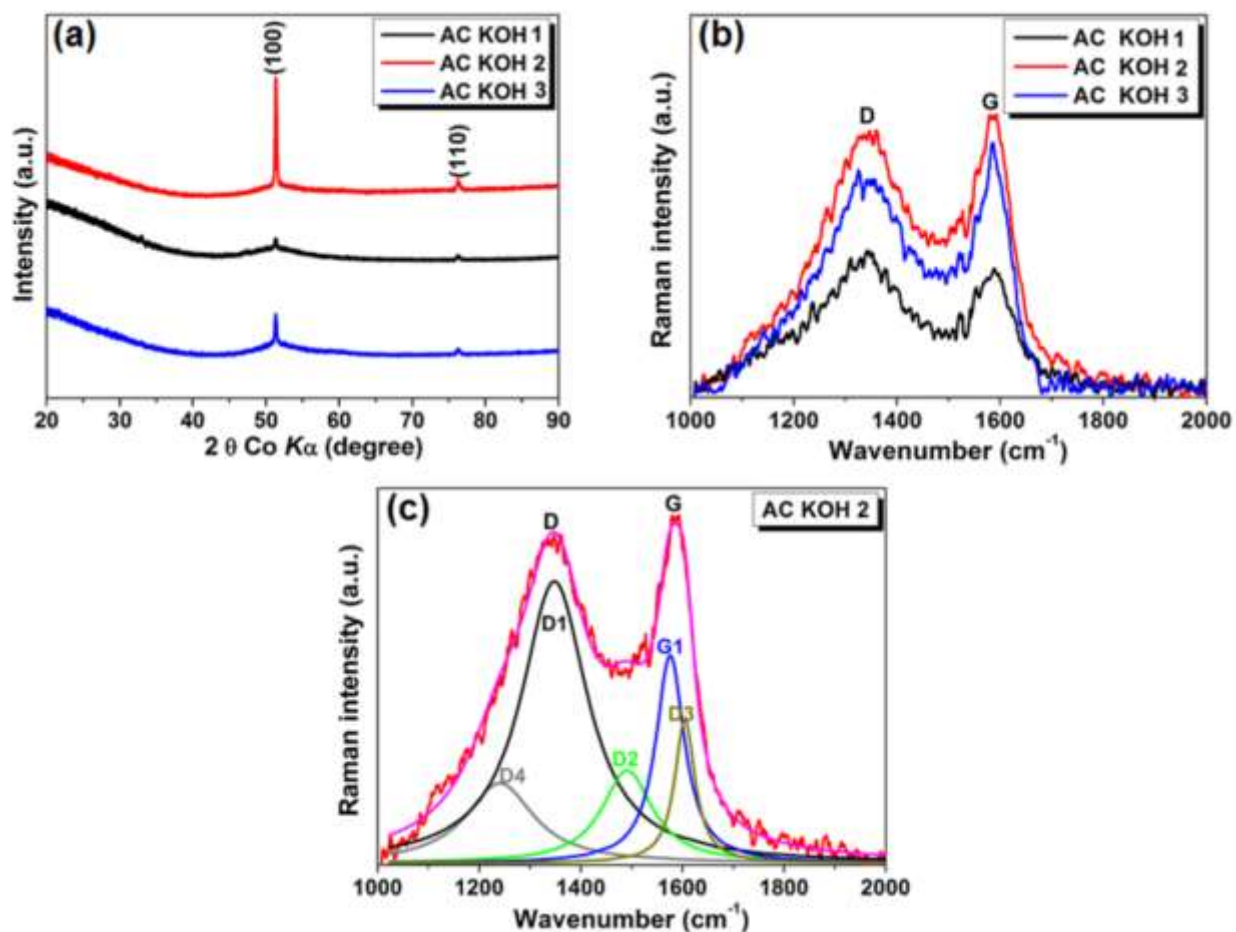 (a)
AC KOH 1
AC KOH 2
AC KOH 3
(100)
(110)
Intensity (a.u.)
20 30 40 50 60 70 80 90
2 θ Co Kα (degree)
(b)
AC KOH 1
AC KOH 2
AC KOH 3
D
G
Raman intensity (a.u.)
1000 1200 1400 1600 1800 2000
Wavenumber (cm⁻¹)
(c)
AC KOH 2
D
G
D1
G1
D3
D2
D4
Raman intensity (a.u.)
1000 1200 1400 1600 1800 2000
Wavenumber (cm⁻¹)